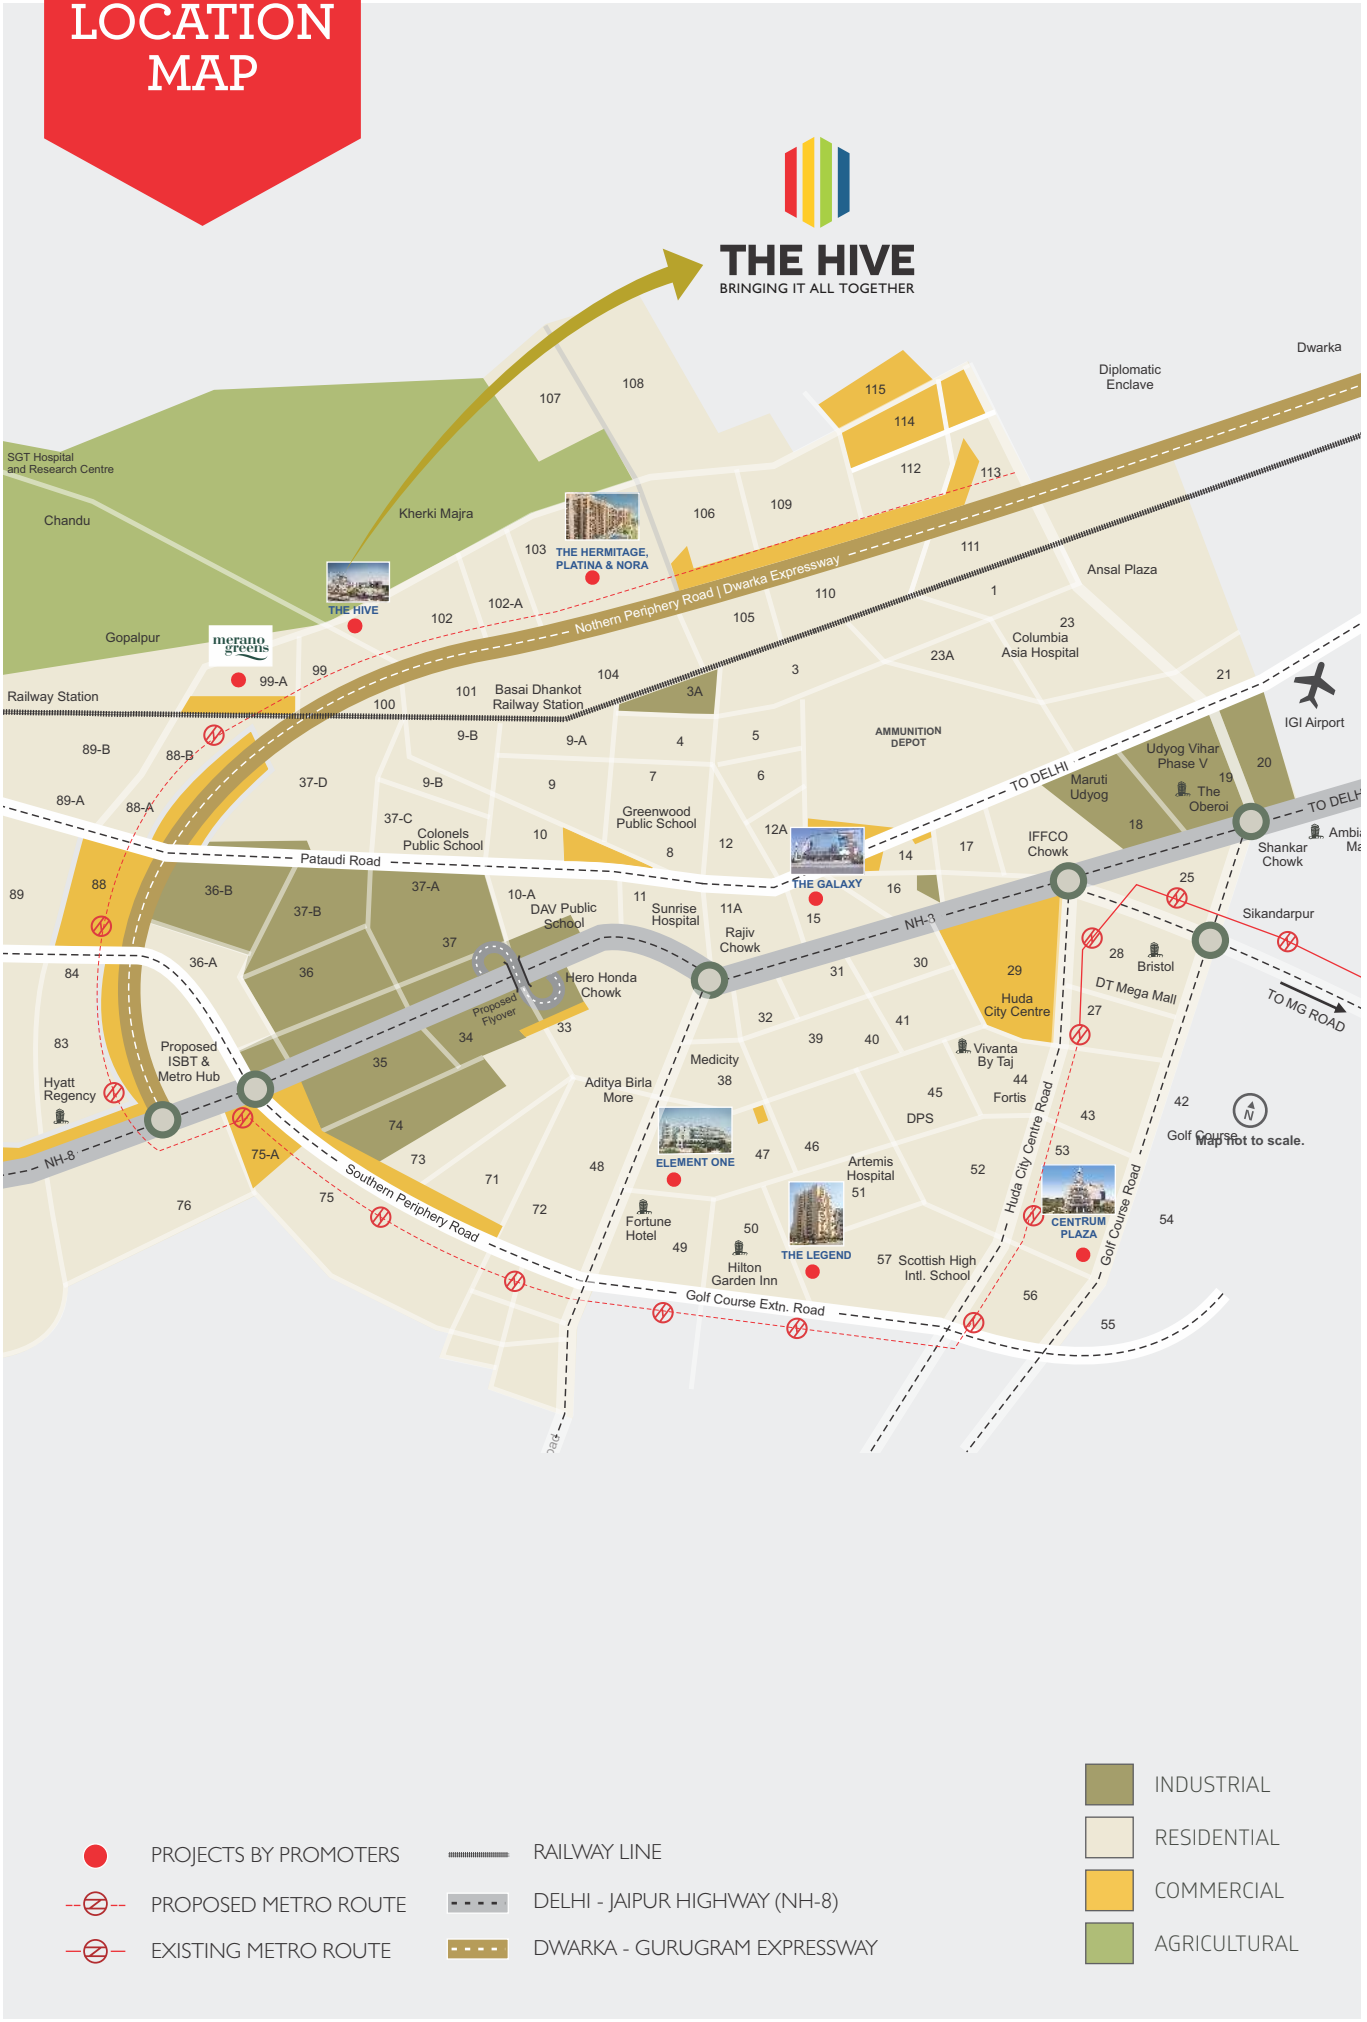 LOCATION
MAP
THE HIVE
BRINGING IT ALL TOGETHER
Dwarka
Diplomatic
Enclave
108
107
115
114
112
113
SGT Hospital
and Research Centre
Chandu
Kherki Majra
106
109
103
THE HERMITAGE,
PLATINA & NORA
111
Ansal Plaza
Nothern Periphery Road | Dwarka Expressway
THE HIVE
102
102-A
110
1
105
23
Columbia
Asia Hospital
Gopalpur
merano
greens
23A
99
99-A
104
3
21
Railway Station
101
Basai Dhankot
Railway Station
3A
100
IGI Airport
89-B
88-B
9-B
9-A
4
5
AMMUNITION
DEPOT
Udyog Vihar
Phase V
20
37-D
9-B
9
7
6
TO DELHI
Maruti
Udyog
19
The
Oberoi
89-A
88-A
37-C
Colonels
Public School
10
Greenwood
Public School
12A
12
8
18
TO DELH
IFFCO
Chowk
17
14
Shankar
Chowk
Ambi
Ma
Pataudi Road
89
88
36-B
37-A
10-A
THE GALAXY
16
25
37-B
DAV Public
School
11
Sunrise
Hospital
11A
15
NH-3
Sikandarpur
37
Rajiv
Chowk
36-A
36
84
Hero Honda
Chowk
31
30
29
Huda
City Centre
28
Bristol
DT Mega Mall
TO MG ROAD
Proposed
Flyover
34
33
32
39
40
41
27
83
Proposed
ISBT &
Metro Hub
35
Medicity
38
Vivanta
By Taj
Hyatt
Regency
Aditya Birla
More
45
44
Fortis
Huda City Centre Road
42
43
DPS
N
Golf Course
Map not to scale.
74
75-A
73
ELEMENT ONE
47
46
53
NH-8
48
Artemis
Hospital
51
52
71
72
75
76
Southern Periphery Road
Fortune
Hotel
50
49
Hilton
Garden Inn
THE LEGEND
57
Scottish High
Intl. School
CENTRUM
PLAZA
Golf Course Road
54
56
55
Golf Course Extn. Road
oad
INDUSTRIAL
RESIDENTIAL
COMMERCIAL
AGRICULTURAL
PROJECTS BY PROMOTERS
PROPOSED METRO ROUTE
EXISTING METRO ROUTE
RAILWAY LINE
DELHI - JAIPUR HIGHWAY (NH-8)
DWARKA - GURUGRAM EXPRESSWAY